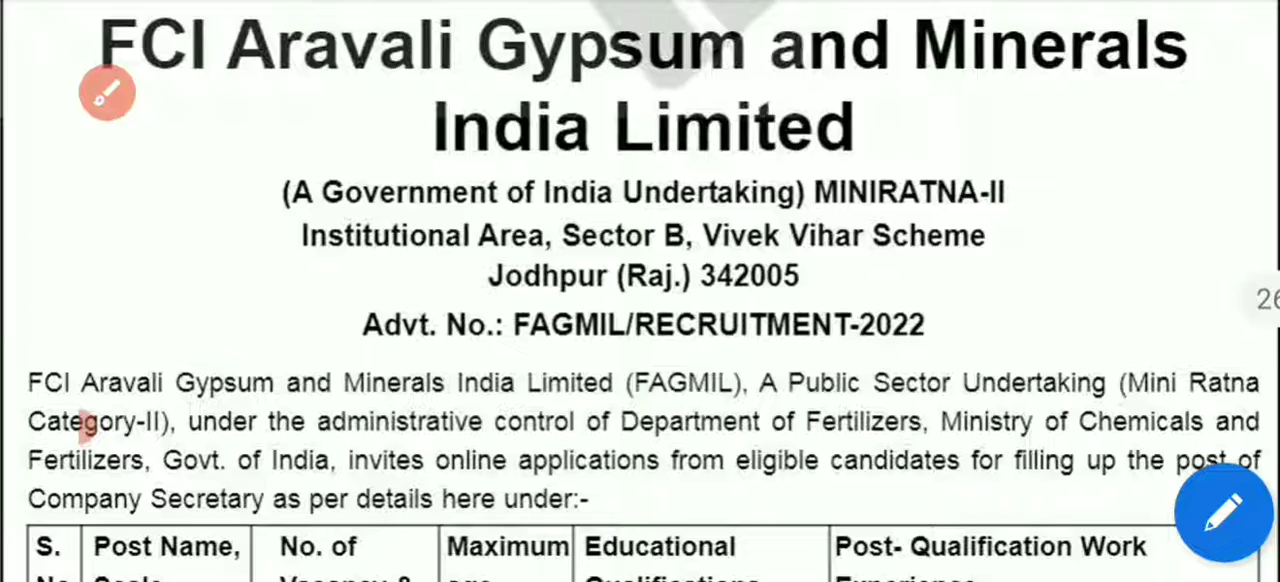 FCI Aravali Gypsum and Minerals
India Limited
(A Government of India Undertaking) MINIRATNA-II
Institutional Area, Sector B, Vivek Vihar Scheme
Jodhpur (Raj.) 342005
Advt. No.: FAGMIL/RECRUITMENT-2022
FCI Aravali Gypsum and Minerals India Limited (FAGMIL), A Public Sector Undertaking (Mini Ratna
Category-II), under the administrative control of Department of Fertilizers, Ministry of Chemicals and
Fertilizers, Govt. of India, invites online applications from eligible candidates for filling up the post of
Company Secretary as per details here under:-
S. Post Name, No. of Maximum Educational Post- Qualification Work